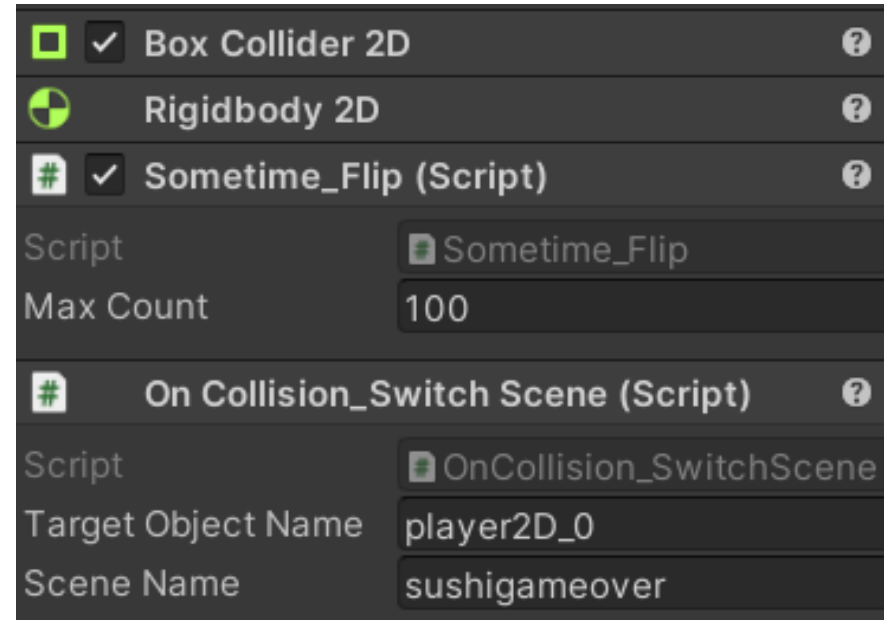 Box Collider 2D
Rigidbody 2D
# Sometime_Flip (Script)
Script # Sometime_Flip
Max Count 100
# On Collision_Switch Scene (Script)
Script # OnCollision_SwitchScene
Target Object Name player2D_0
Scene Name sushigameover